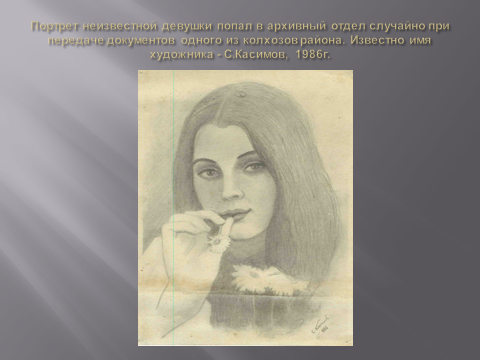 Портрет неизвестной девушки попал в архивный отдел случайно при
передаче документов одного из колхозов района. Известно имя
художника - С.Касимов, 1986г.